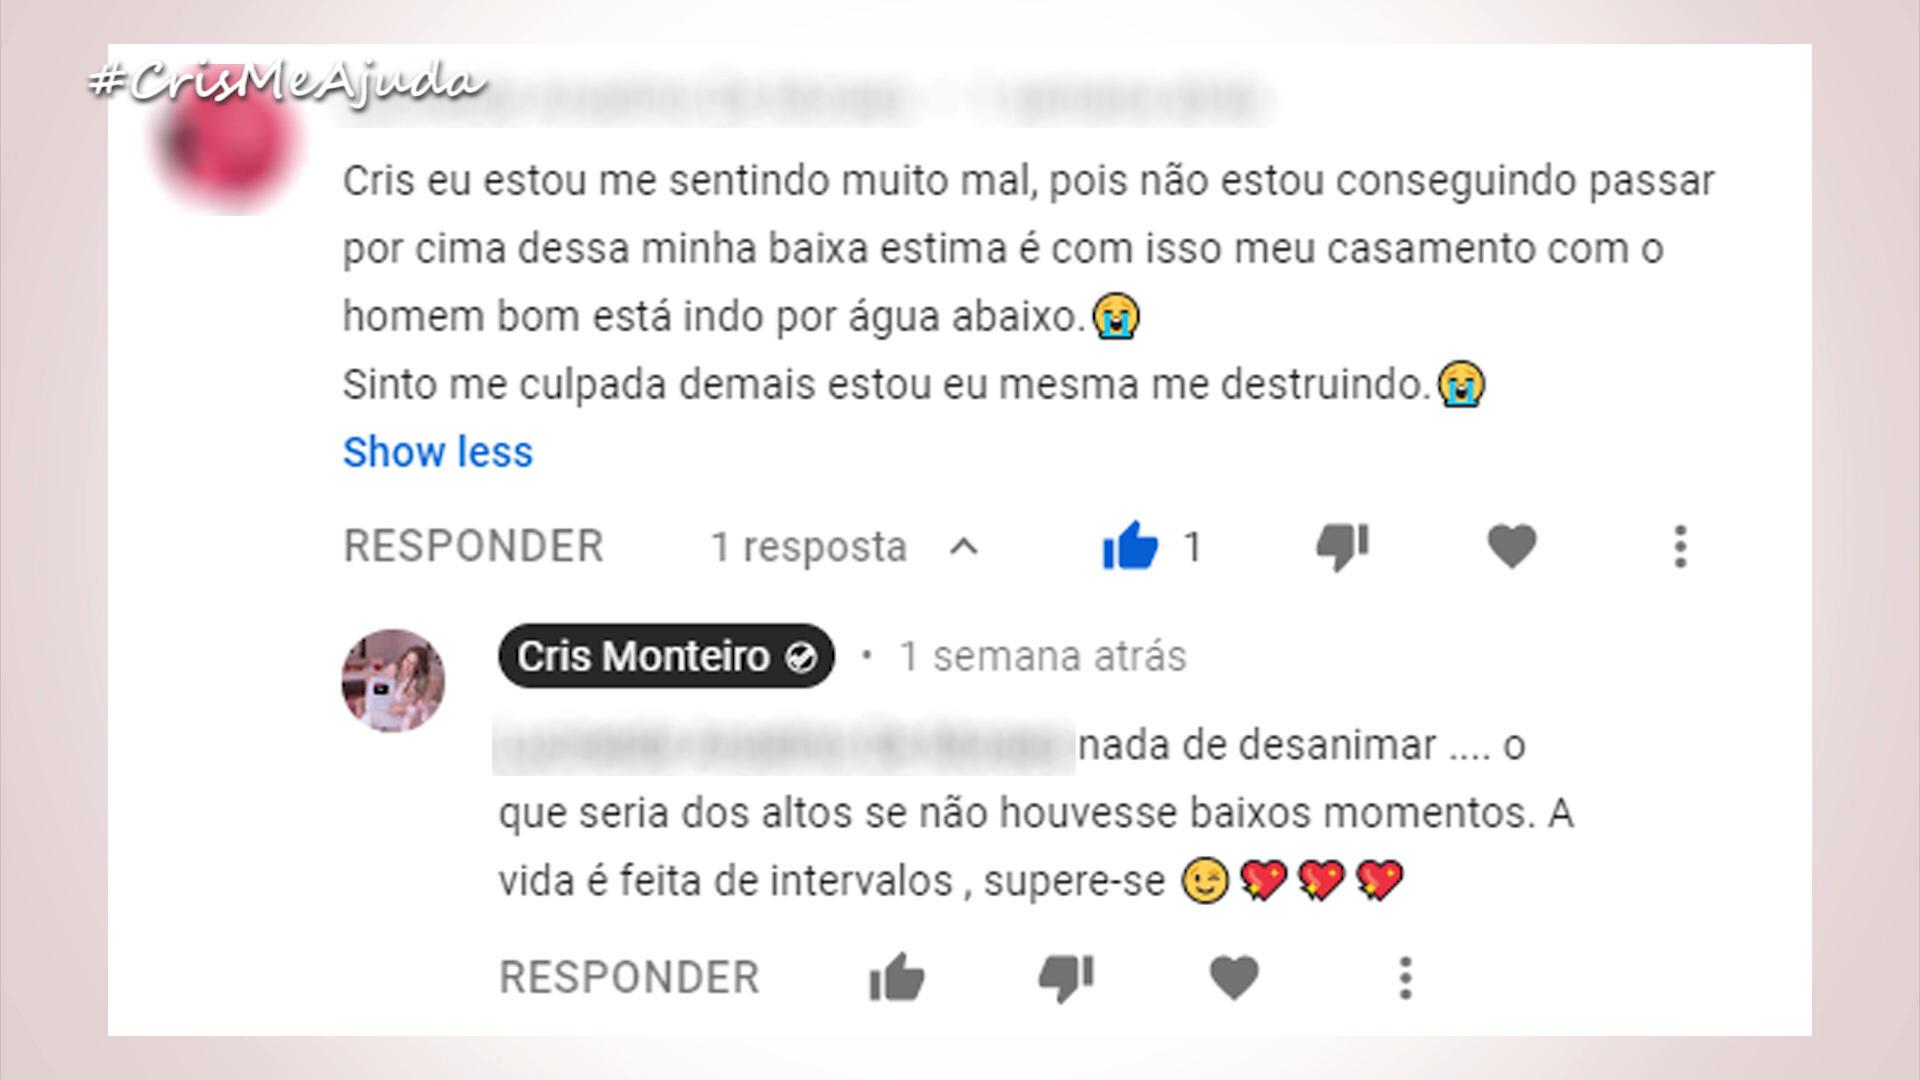 #CrisMeAjuda
Cris eu estou me sentindo muito mal, pois não estou conseguindo passar
por cima dessa minha baixa estima é com isso meu casamento com o
homem bom está indo por água abaixo.😭
Sinto me culpada demais estou eu mesma me destruindo.😭
Show less
RESPONDER 1 resposta 1
Cris Monteiro • 1 semana atrás
nada de desanimar .... o
que seria dos altos se não houvesse baixos momentos. A
vida é feita de intervalos , supere-se 😉💖💖💖
RESPONDER